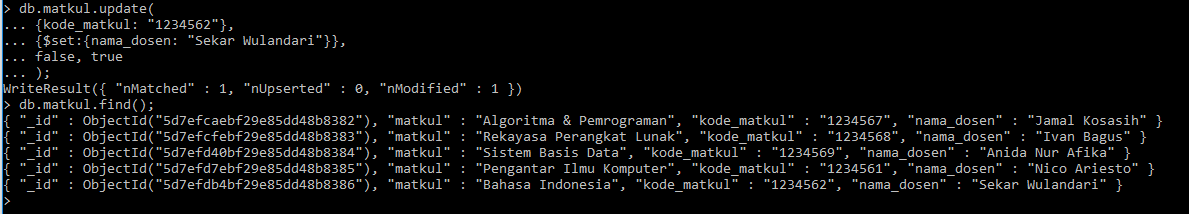 > db.matkul.update(
... {kode_matkul: "1234562"},
... {$set:{nama_dosen: "Sekar Wulandari"}},
... false, true
... );
WriteResult({ "nMatched" : 1, "nUpserted" : 0, "nModified" : 1 })
> db.matkul.find();
{ "_id" : ObjectId("5d7efcaebf29e85dd48b8382"), "matkul" : "Algoritma & Pemrograman", "kode_matkul" : "1234567", "nama_dosen" : "Jamal Kosasih" }
{ "_id" : ObjectId("5d7efcfebf29e85dd48b8383"), "matkul" : "Rekayasa Perangkat Lunak", "kode_matkul" : "1234568", "nama_dosen" : "Ivan Bagus" }
{ "_id" : ObjectId("5d7efd40bf29e85dd48b8384"), "matkul" : "Sistem Basis Data", "kode_matkul" : "1234569", "nama_dosen" : "Anida Nur Afika" }
{ "_id" : ObjectId("5d7efd7ebf29e85dd48b8385"), "matkul" : "Pengantar Ilmu Komputer", "kode_matkul" : "1234561", "nama_dosen" : "Nico Ariesto" }
{ "_id" : ObjectId("5d7efdb4bf29e85dd48b8386"), "matkul" : "Bahasa Indonesia", "kode_matkul" : "1234562", "nama_dosen" : "Sekar Wulandari" }
>